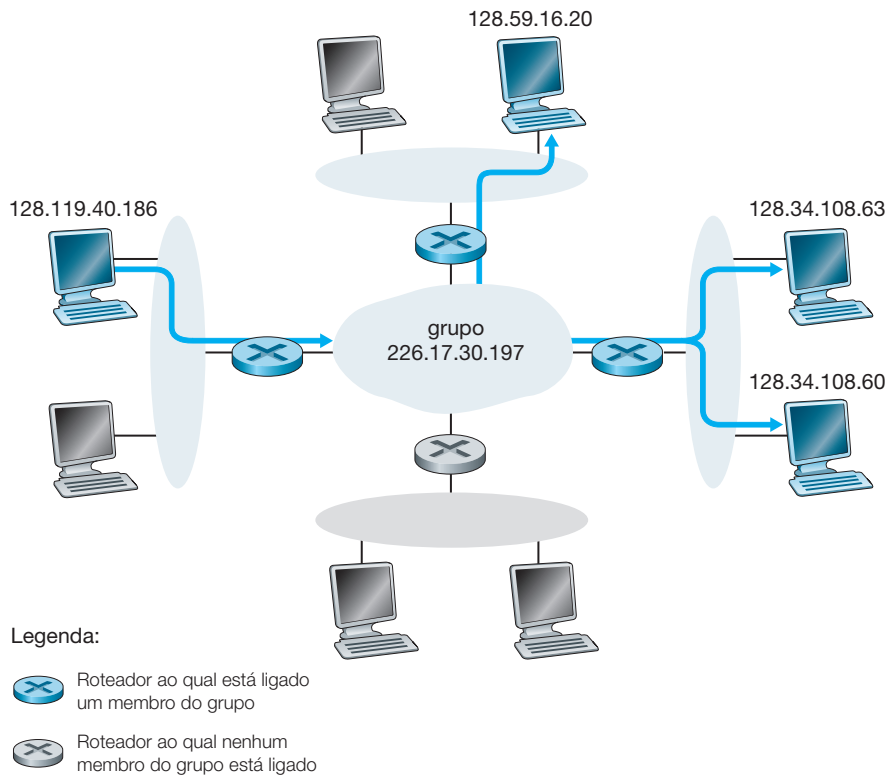 128.59.16.20
128.119.40.186
128.34.108.63
grupo
226.17.30.197
128.34.108.60
Legenda:
Roteador ao qual está ligado
um membro do grupo
Roteador ao qual nenhum
membro do grupo está ligado